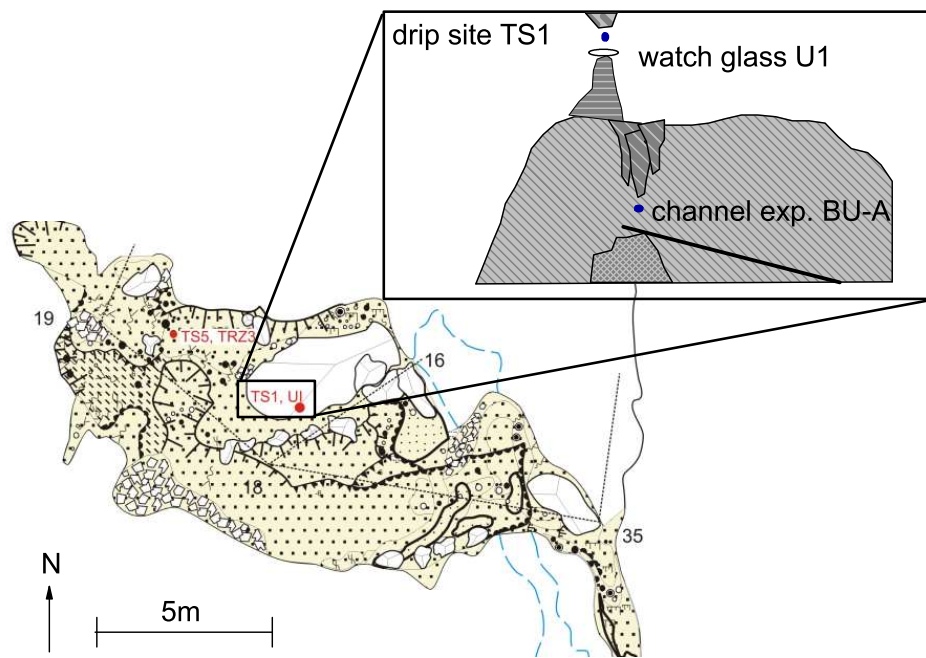 drip site TS1
watch glass U1
channel exp. BU-A
19
TS5, TRZ3
16
TS1, UI
18
35
N
5m